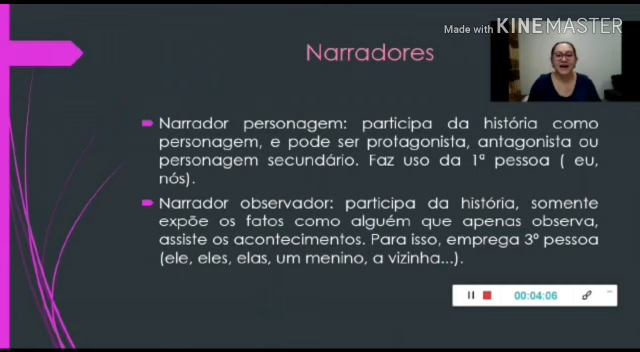 Made with KINEMASTER
Narradores
Narrador personagem: participa da história como
personagem, e pode ser protagonista, antagonista ou
personagem secundário. Faz uso da 1ª pessoa ( eu,
nós).
Narrador observador: participa da história, somente
expõe os fatos como alguém que apenas observa,
assiste os acontecimentos. Para isso, emprega 3º pessoa
(ele, eles, elas, um menino, a vizinha...).
00:04:06